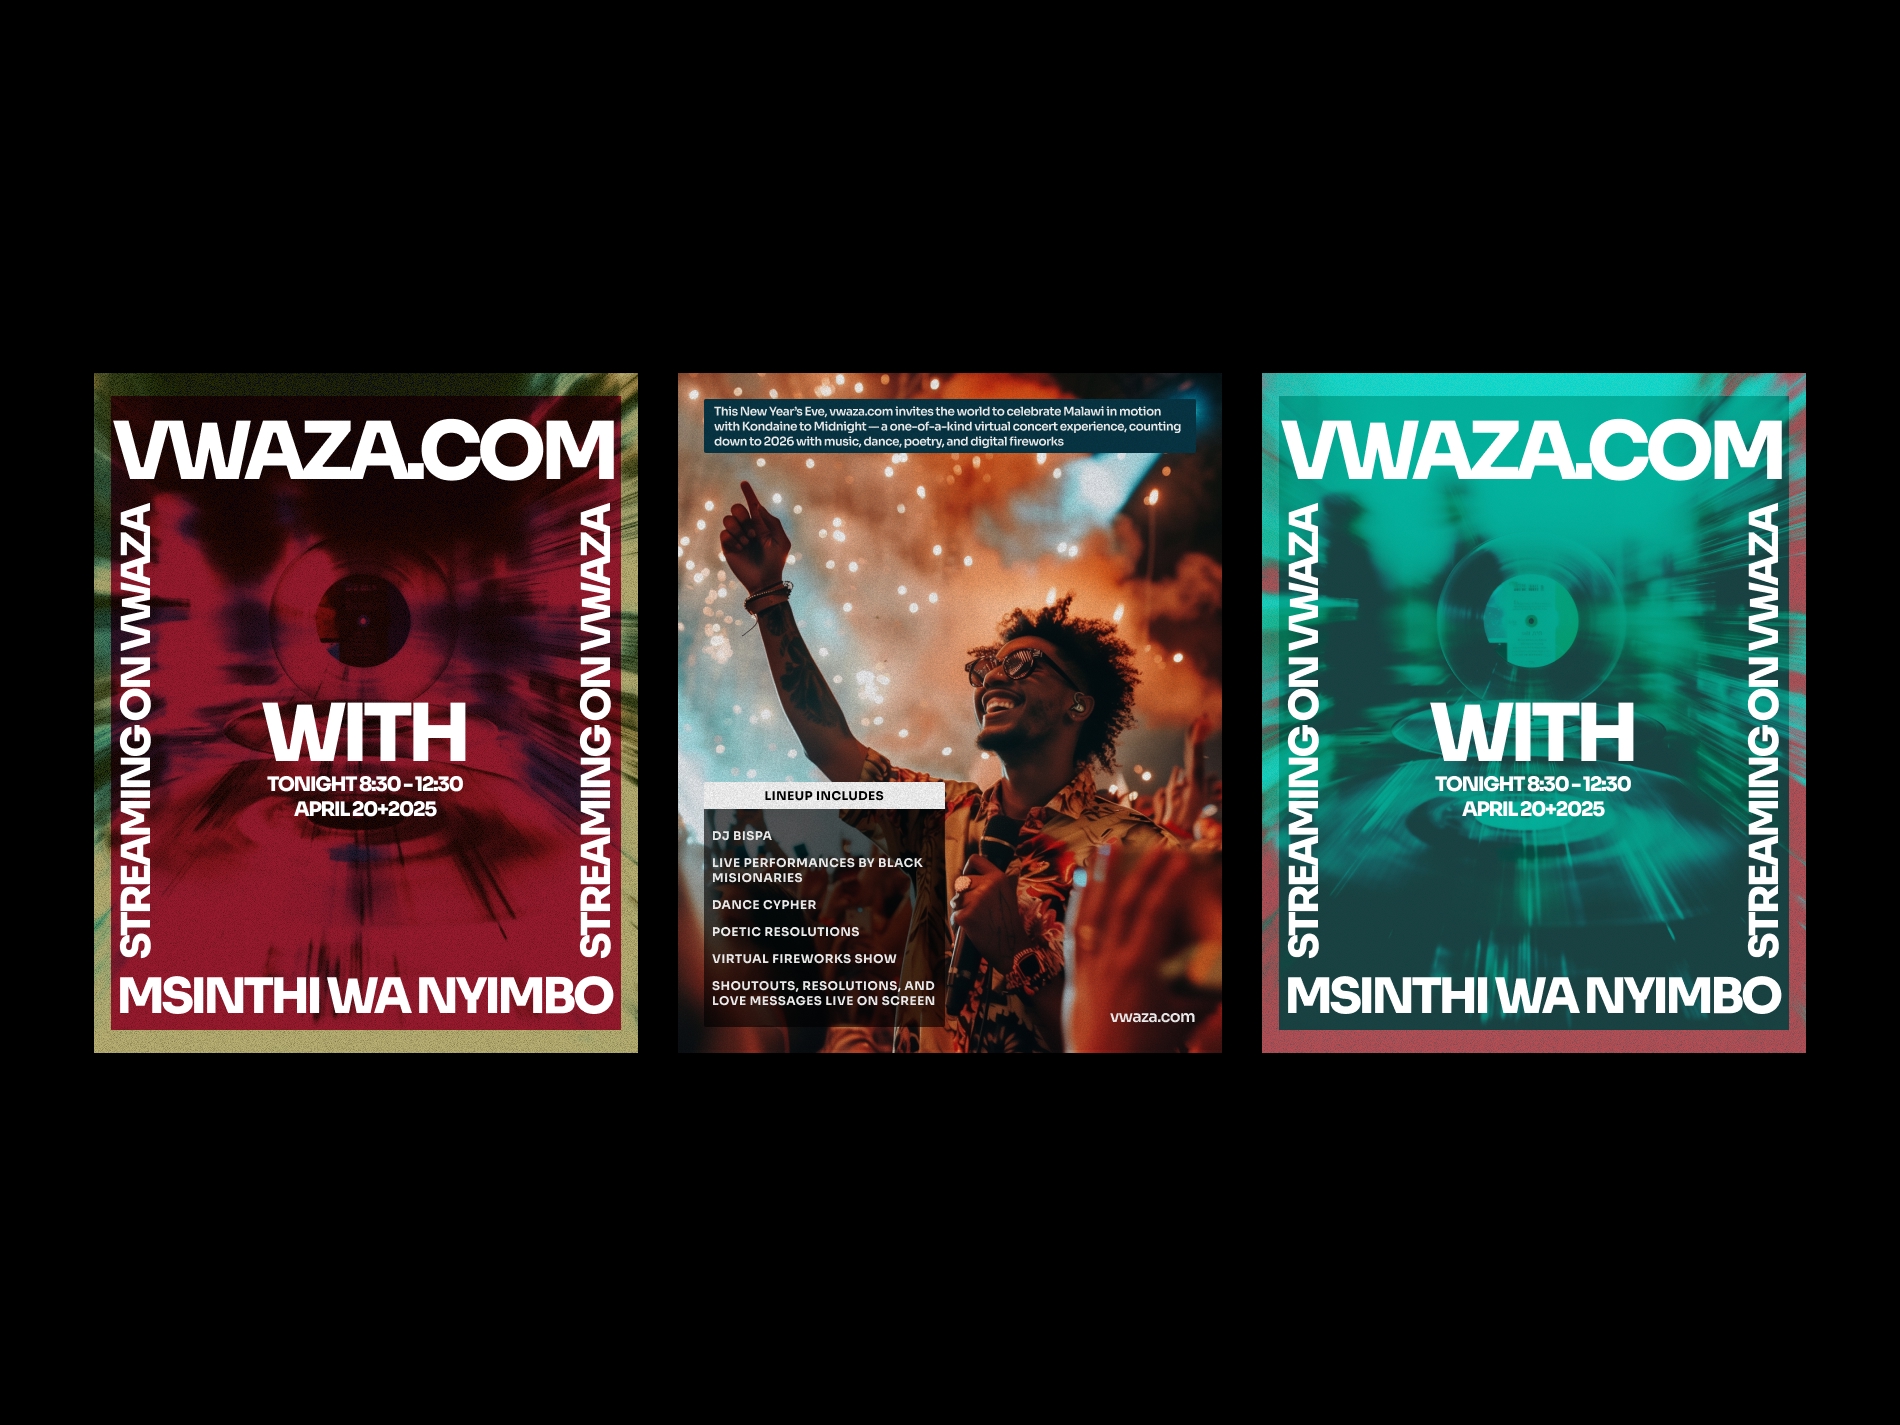 VWAZA.COM
STREAMING ON VWAZA
STREAMING ON VWAZA
WITH
TONIGHT 8:30 - 12:30
APRIL 20+2025
MSINTHI WA NYIMBO
This New Year's Eve, vwaza.com invites the world to celebrate Malawi in motion
with Kondaine to Midnight — a one-of-a-kind virtual concert experience, counting
down to 2026 with music, dance, poetry, and digital fireworks
LINEUP INCLUDES
DJ BISPA
LIVE PERFORMANCES BY BLACK
MISIONARIES
DANCE CYPHER
POETIC RESOLUTIONS
VIRTUAL FIREWORKS SHOW
SHOUTOUTS, RESOLUTIONS, AND
LOVE MESSAGES LIVE ON SCREEN
vwaza.com
VWAZA.COM
STREAMING ON VWAZA
STREAMING ON VWAZA
WITH
TONIGHT 8:30 - 12:30
APRIL 20+2025
MSINTHI WA NYIMBO